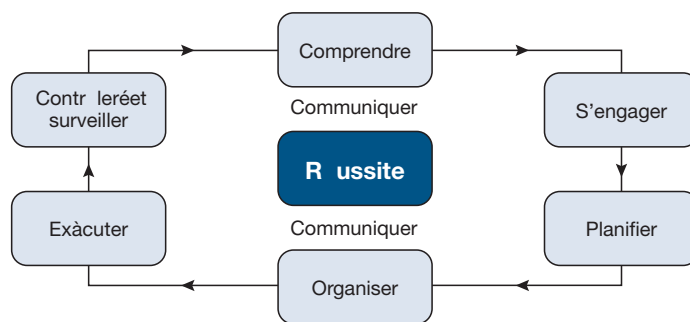 Comprendre
Contr leréet
surveiller
Communiquer
S'engager
R ussite
Exàcuter
Communiquer
Planifier
Organiser